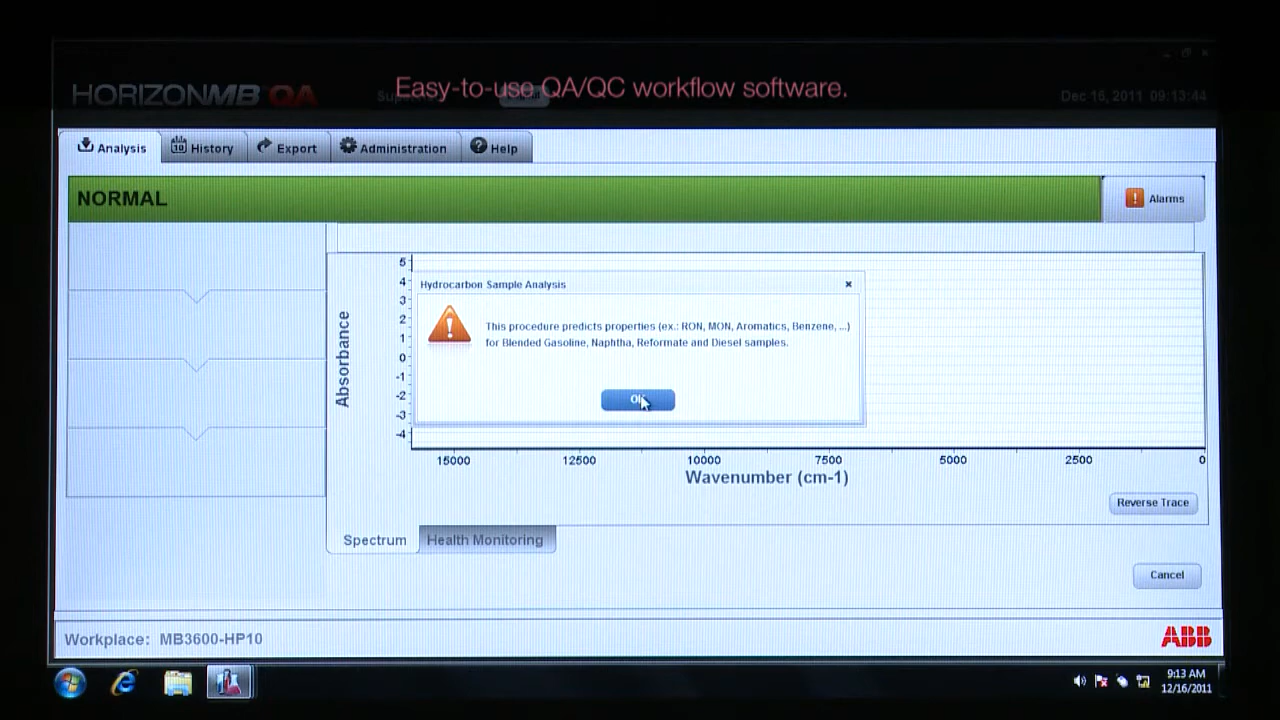 Easy-to-use QA/QC workflow software.
HORIZONMB QA
Dec 16, 2011 09:13:44
Analysis
History
Export
Administration
Help
NORMAL
Alarms
5
4
3
2
1
0
-1
-2
-3
-4
Absorbance
Hydrocarbon Sample Analysis
This procedure predicts properties (ex.: RON, MON, Aromatics, Benzene, ...)
for Blended Gasoline, Naphtha, Reformate and Diesel samples.
OK
15000 12500 10000 7500 5000 2500 0
Wavenumber (cm-1)
Reverse Trace
Spectrum
Health Monitoring
Cancel
Workplace: MB3600-HP10
ABB
9:13 AM
12/16/2011